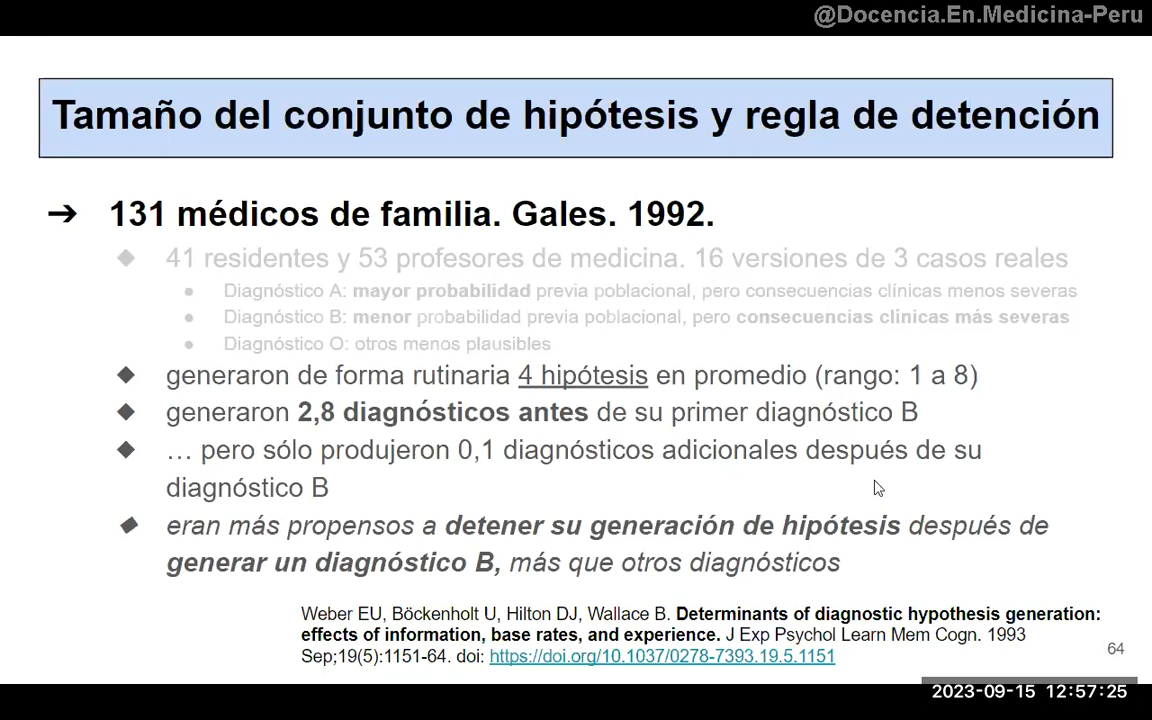 @Docencia.En.Medicina-Peru
Tamaño del conjunto de hipótesis y regla de detención
➔ 131 médicos de familia. Gales. 1992.
◆ 41 residentes y 53 profesores de medicina. 16 versiones de 3 casos reales
● Diagnóstico A: mayor probabilidad previa poblacional, pero consecuencias clínicas menos severas
● Diagnóstico B: menor probabilidad previa poblacional, pero consecuencias clínicas más severas
● Diagnóstico O: otros menos plausibles
◆ generaron de forma rutinaria 4 hipótesis en promedio (rango: 1 a 8)
◆ generaron 2,8 diagnósticos antes de su primer diagnóstico B
◆ … pero sólo produjeron 0,1 diagnósticos adicionales después de su
diagnóstico B
◆ eran más propensos a detener su generación de hipótesis después de
generar un diagnóstico B, más que otros diagnósticos
Weber EU, Böckenholt U, Hilton DJ, Wallace B. Determinants of diagnostic hypothesis generation:
effects of information, base rates, and experience. J Exp Psychol Learn Mem Cogn. 1993
Sep;19(5):1151-64. doi: https://doi.org/10.1037/0278-7393.19.5.1151
64
2023-09-15 12:57:25